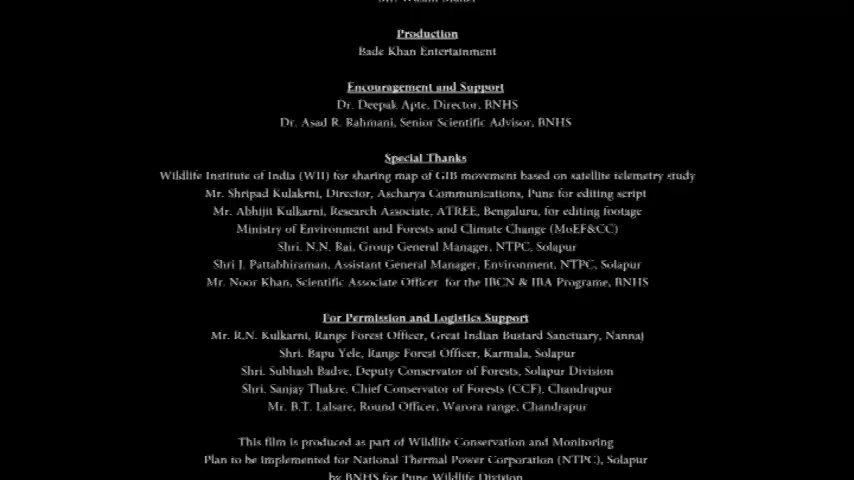 Production
Bade Khan Entertainment
Encouragement and Support
Dr. Deepak Apte, Director, BNHS
Dr. Asad R. Rahmani, Senior Scientific Advisor, BNHS
Special Thanks
Wildlife Institute of India (WII) for sharing map of GIB movement based on satellite telemetry study
Mr. Shripad Kulakrni, Director, Ascharya Communications, Pune for editing script
Mr. Abhijit Kulkarni, Research Associate, ATREE, Bengaluru, for editing footage
Ministry of Environment and Forests and Climate Change (MoEF&CC)
Shri. N.N. Rai, Group General Manager, NTPC, Solapur
Shri J. Pattabhiraman, Assistant General Manager, Environment, NTPC, Solapur
Mr. Noor Khan, Scientific Associate Officer for the IBCN & IBA Programe, BNHS
For Permission and Logistics Support
Mr. R.N. Kulkarni, Range Forest Officer, Great Indian Bustard Sanctuary, Nannaj
Shri. Bapu Yele, Range Forest Officer, Karmala, Solapur
Shri. Subhash Badve, Deputy Conservator of Forests, Solapur Division
Shri. Sanjay Thakre, Chief Conservator of Forests (CCF), Chandrapur
Mr. B.T. Lalsare, Round Officer, Warora range, Chandrapur
This film is produced as part of Wildlife Conservation and Monitoring
Plan to be implemented for National Thermal Power Corporation (NTPC), Solapur
by BNHS for Pune Wildlife Division